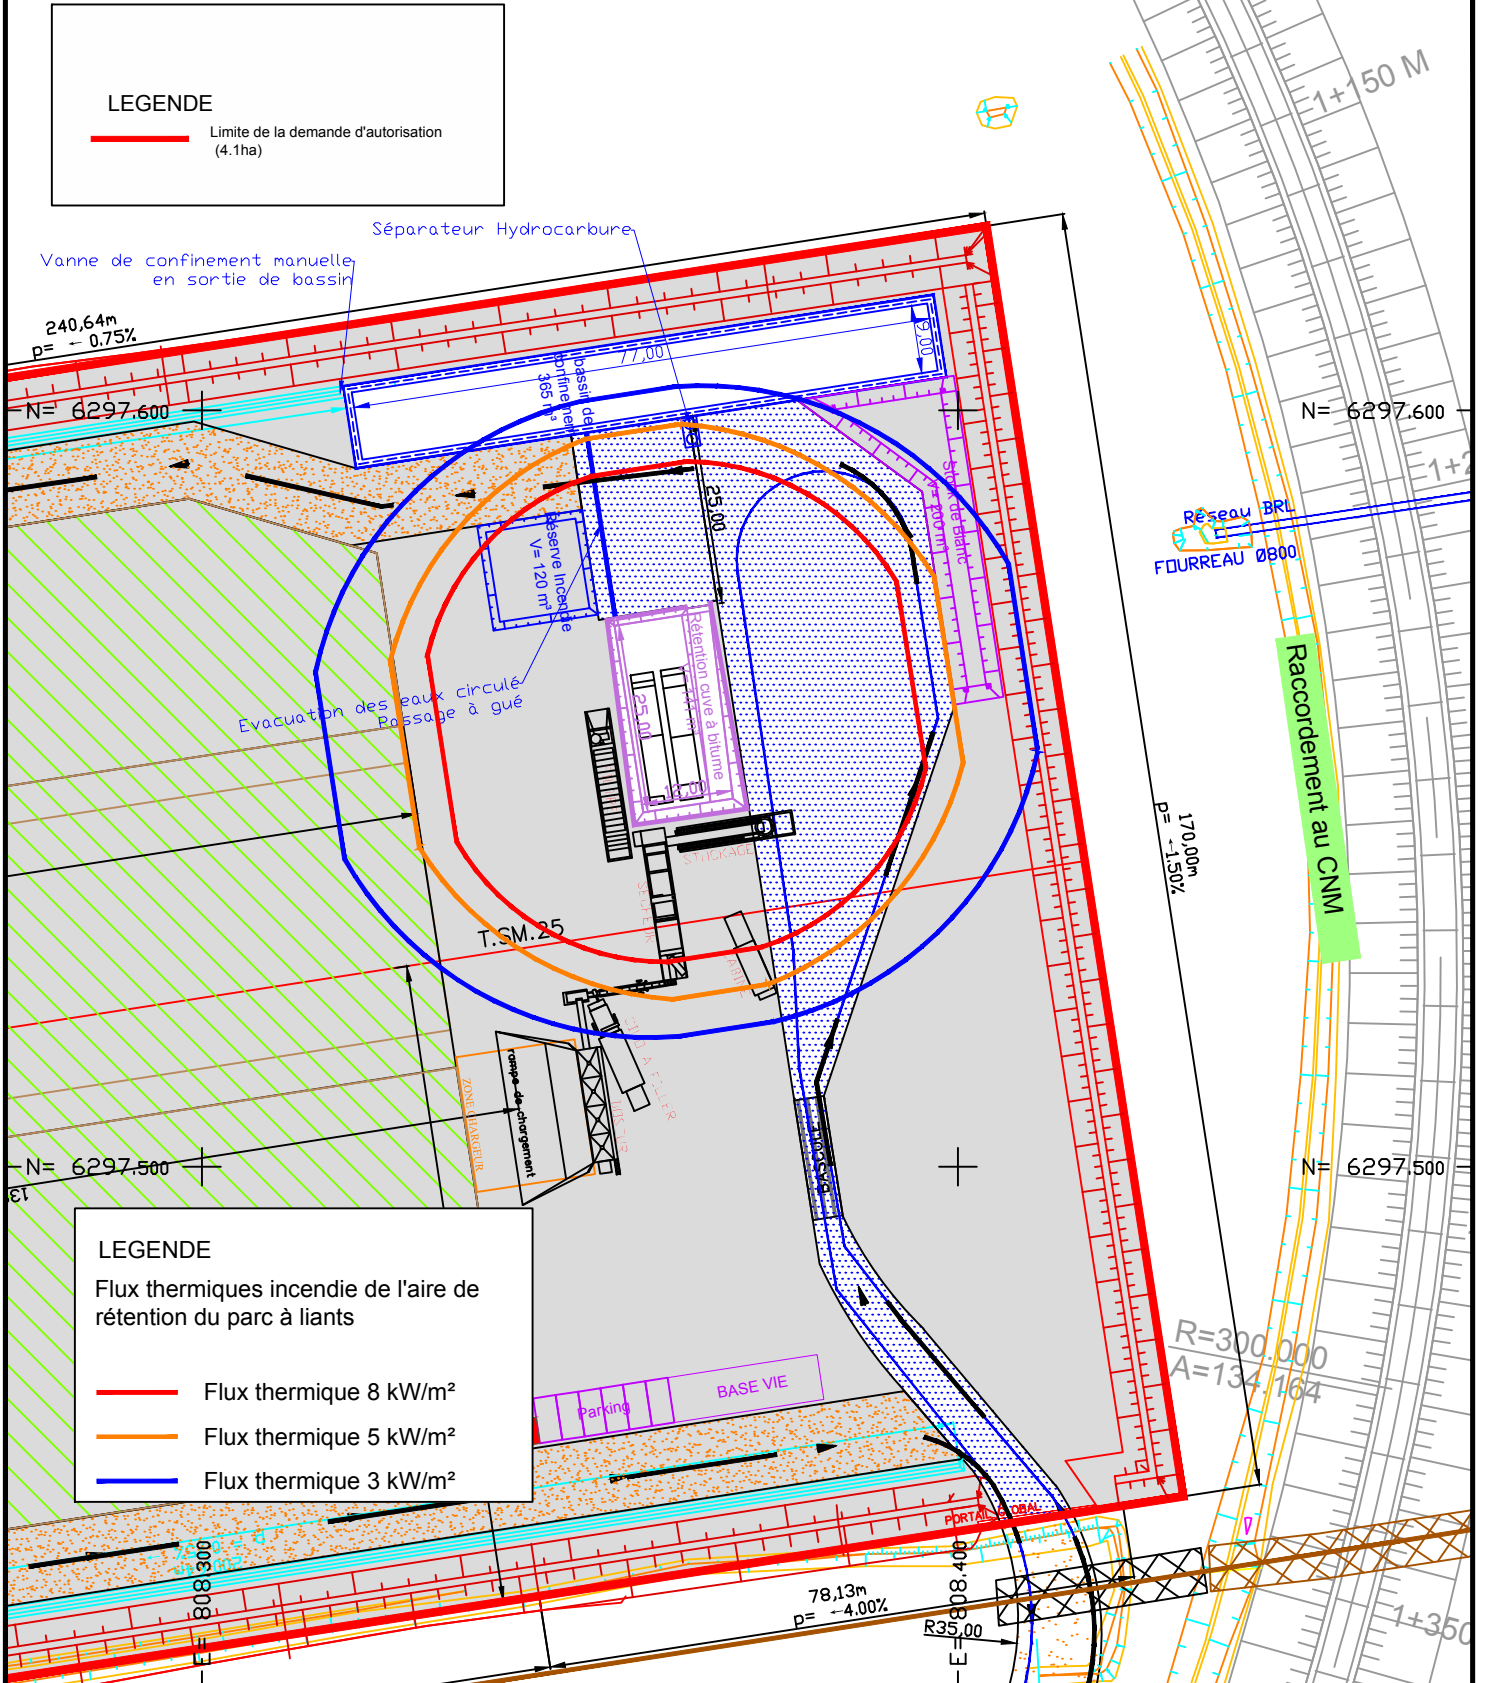 LEGENDE
Limite de la demande d'autorisation
(4.1ha)
1+150 M
Séparateur Hydrocarbure
Vanne de confinement manuelle
en sortie de bassin
240,64m
p= ← 0.75%
77,00
9,00
bassin de
confinement
365 m³
N= 6297.600
N= 6297.600
25,00
Stock de Blanc
V= 200 m³
Réseau BRL
FOURREAU Ø800
Réserve Incendie
V= 120 m³
Evacuation des eaux circulé
Passage à gué
Rétention cuve à bitume
25,00
12,00
Raccordement au CNM
170,00m
p= ←1.50%
STOCKAGE
SECHEUR
T.SM.25
ZONE CHARGEUR
rampe de chargement
BASCULE
N= 6297.500
N= 6297.500
LEGENDE
Flux thermiques incendie de l'aire de
rétention du parc à liants
Flux thermique 8 kW/m²
Flux thermique 5 kW/m²
Flux thermique 3 kW/m²
R=300.000
A=134.164
Parking
BASE VIE
PORTAIL GLOBAL
E= 808.300
E= 808.400
78,13m
p= ←4.00%
R35,00
1+350